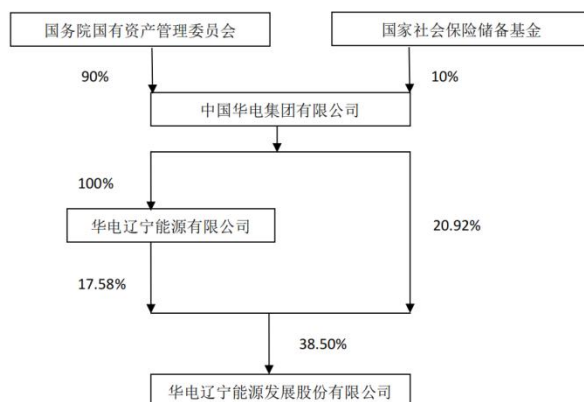 国务院国有资产管理委员会
国家社会保险储备基金
90%
10%
中国华电集团有限公司
100%
华电辽宁能源有限公司
20.92%
17.58%
38.50%
华电辽宁能源发展股份有限公司